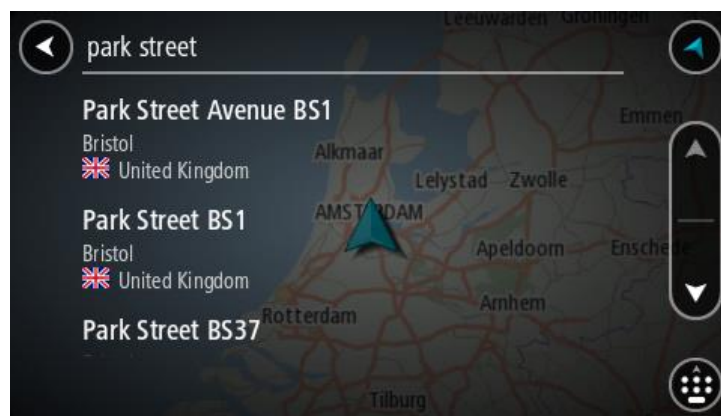 Leeuwarden Groningen
park street
Park Street Avenue BS1
Bristol
United Kingdom
Emmen
Alkmaar
Lelystad Zwolle
Park Street BS1
Bristol
United Kingdom
AMSTERDAM
Apeldoorn Enschede
Park Street BS37
Rotterdam
Arnhem
Tilburg